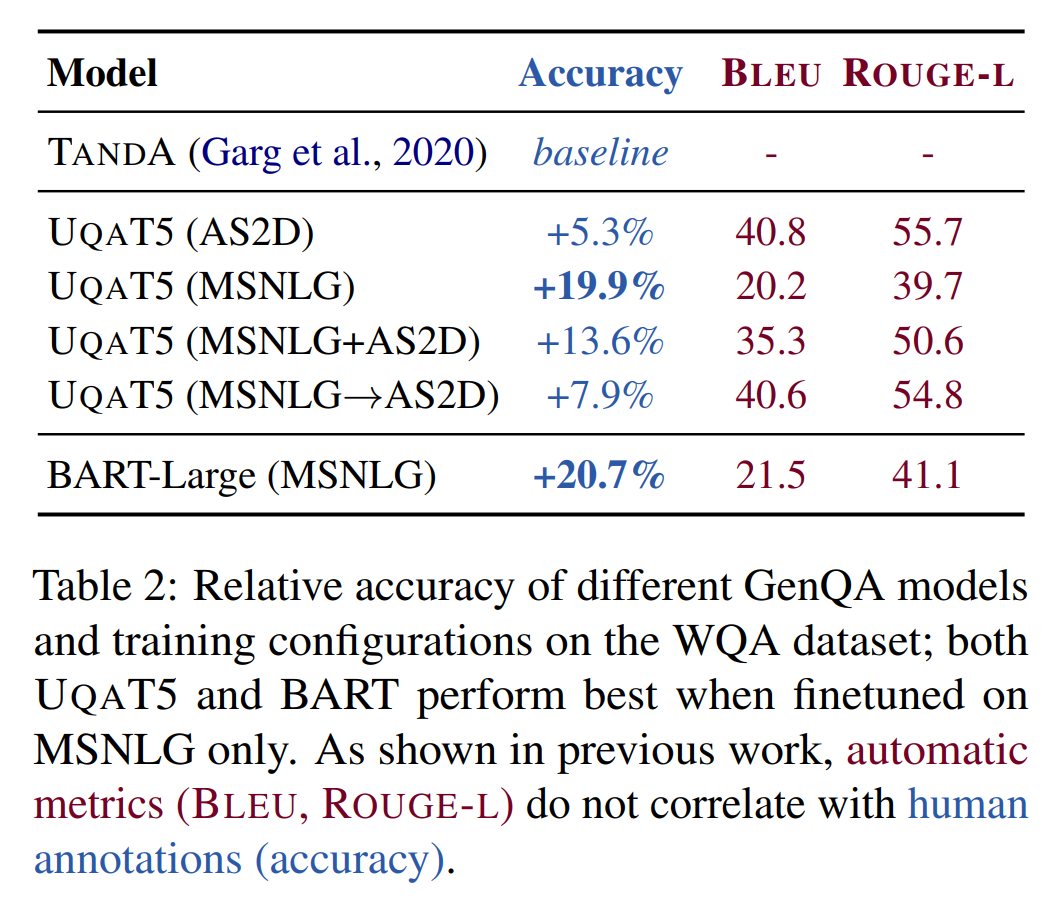 Model Accuracy BLEU ROUGE-L
TANDA (Garg et al., 2020) baseline - -
UQAT5 (AS2D) +5.3% 40.8 55.7
UQAT5 (MSNLG) +19.9% 20.2 39.7
UQAT5 (MSNLG+AS2D) +13.6% 35.3 50.6
UQAT5 (MSNLG→AS2D) +7.9% 40.6 54.8
BART-Large (MSNLG) +20.7% 21.5 41.1
Table 2: Relative accuracy of different GenQA models
and training configurations on the WQA dataset; both
UQAT5 and BART perform best when finetuned on
MSNLG only. As shown in previous work, automatic
metrics (BLEU, ROUGE-L) do not correlate with human
annotations (accuracy).